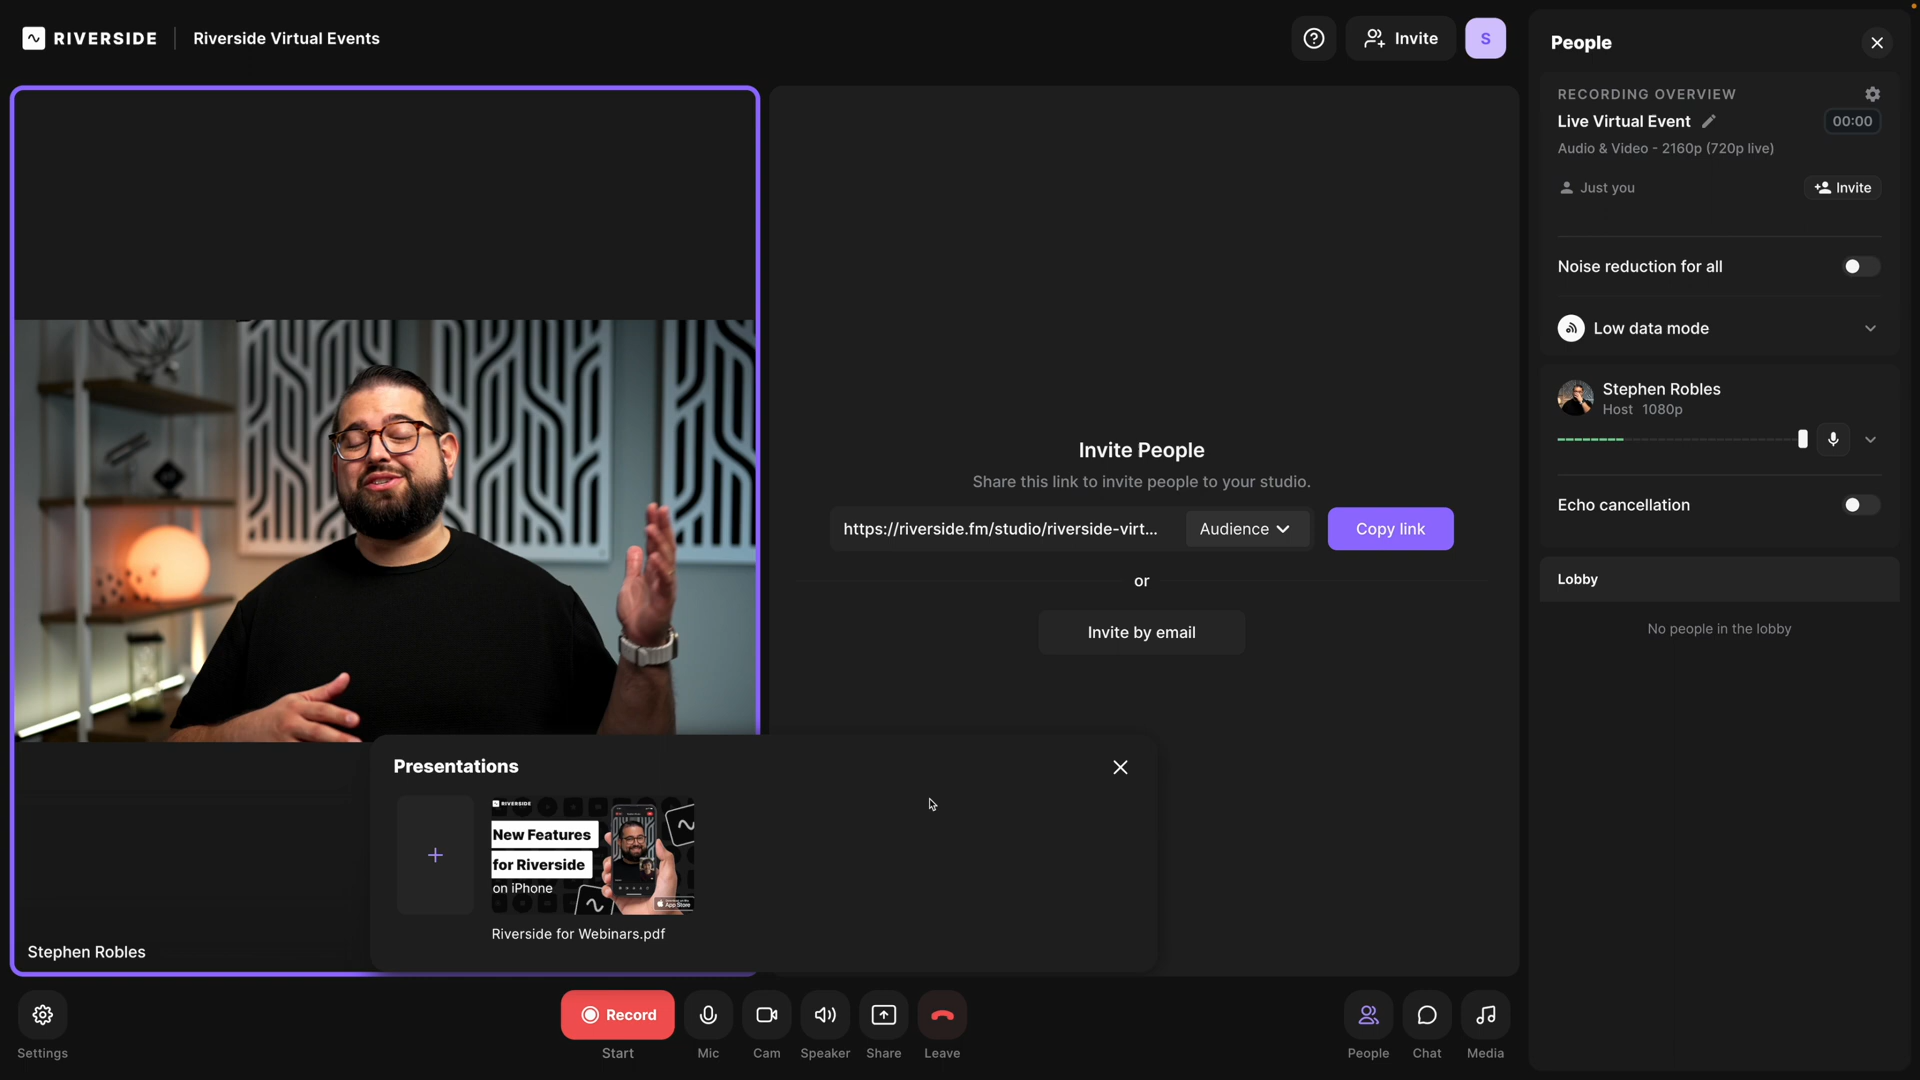 RIVERSIDE
Riverside Virtual Events
Invite
S
Invite People
Share this link to invite people to your studio.
https://riverside.fm/studio/riverside-virt...
Audience
Copy link
or
Invite by email
Presentations
+
RIVERSIDE
New Features
for Riverside
on iPhone
App Store
Riverside for Webinars.pdf
Stephen Robles
Settings
Record
Start
Mic
Cam
Speaker
Share
Leave
People
Chat
Media
People
RECORDING OVERVIEW
Live Virtual Event
00:00
Audio & Video - 2160p (720p live)
Just you
Invite
Noise reduction for all
Low data mode
Stephen Robles
Host 1080p
Echo cancellation
Lobby
No people in the lobby